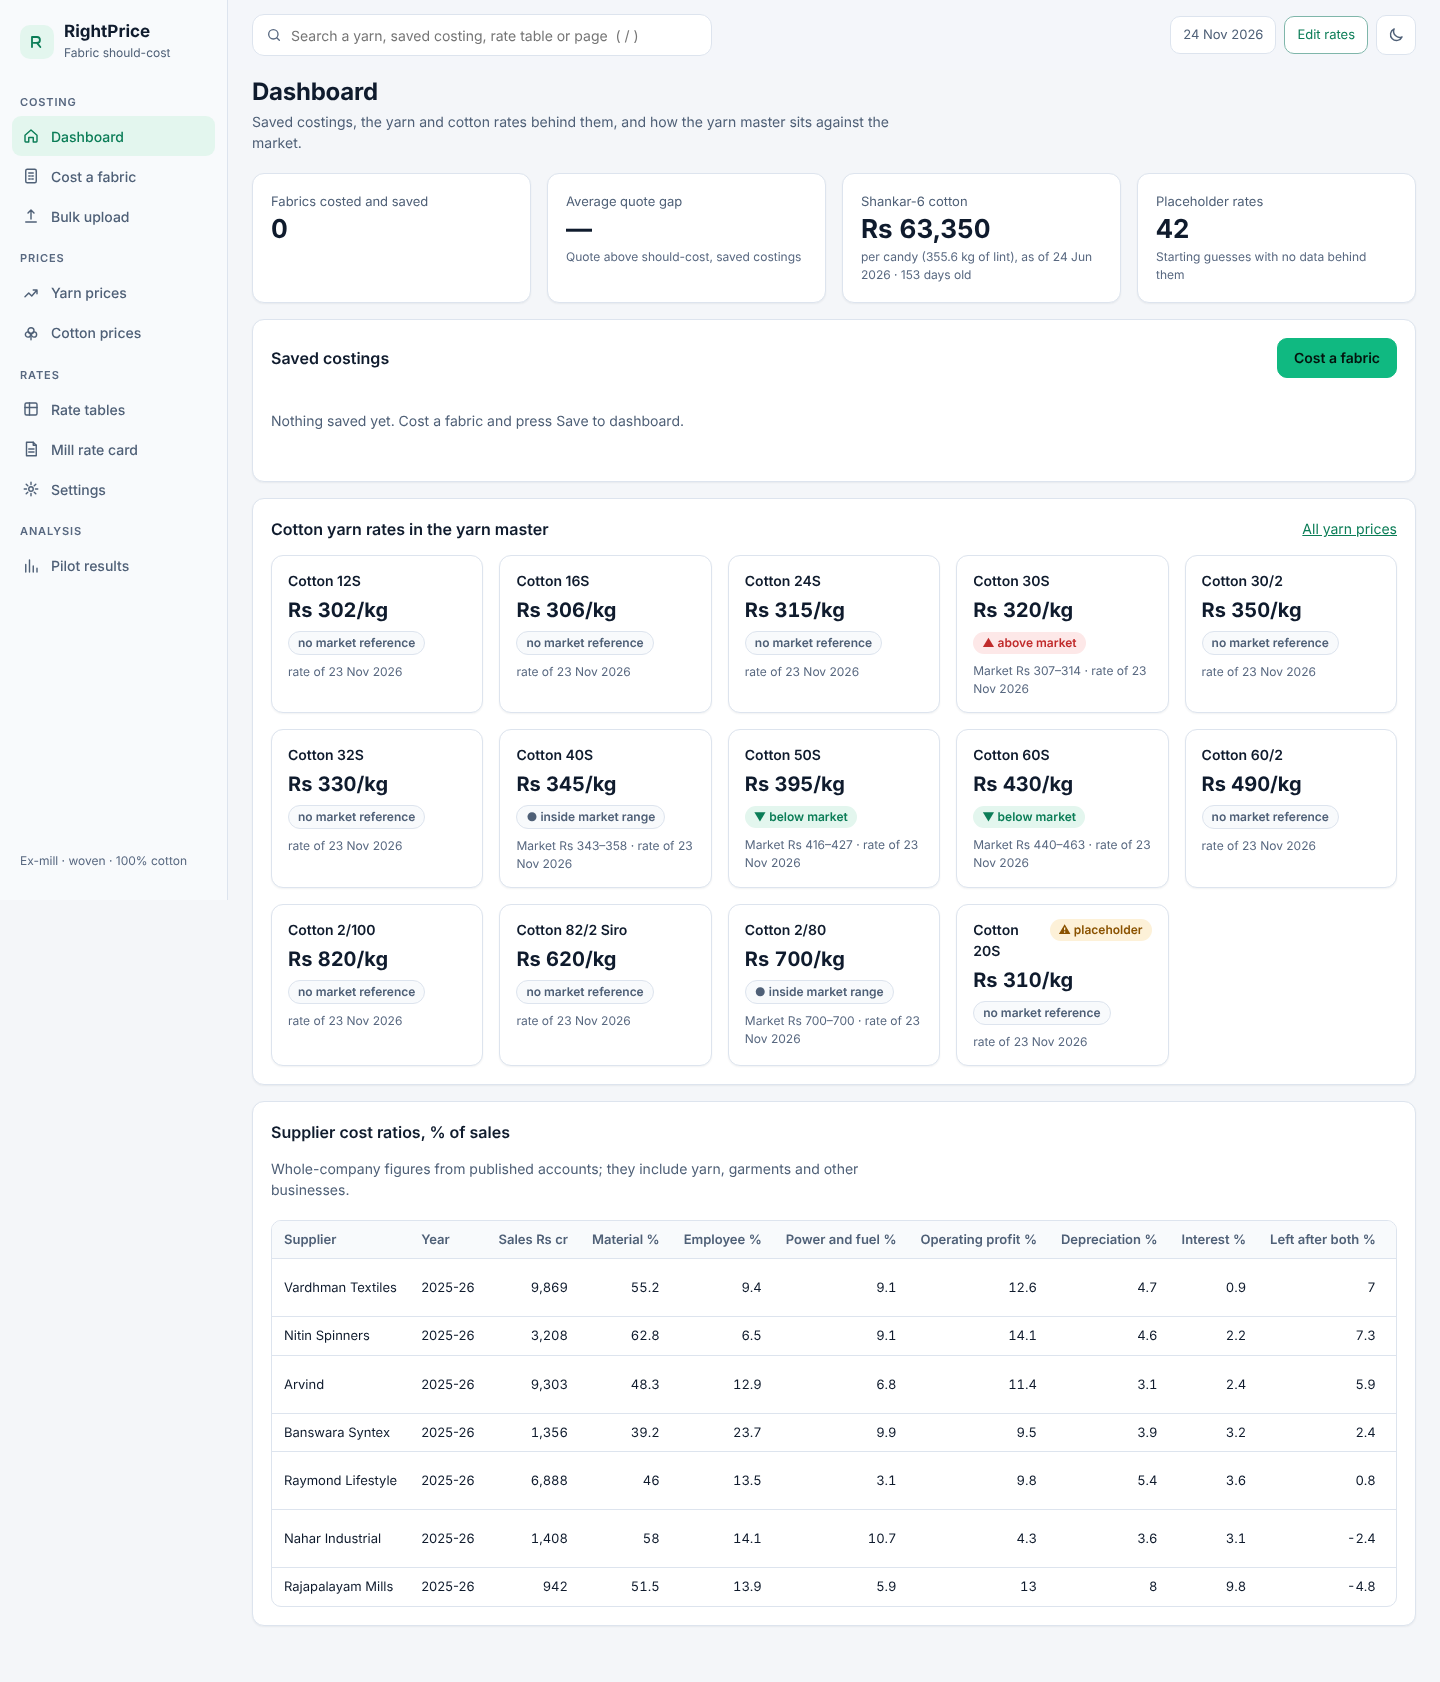 R
RightPrice
Fabric should-cost
COSTING
Dashboard
Cost a fabric
Bulk upload
PRICES
Yarn prices
Cotton prices
RATES
Rate tables
Mill rate card
Settings
ANALYSIS
Pilot results
Ex-mill · woven · 100% cotton
Search a yarn, saved costing, rate table or page ( / )
24 Nov 2026
Edit rates
Dashboard
Saved costings, the yarn and cotton rates behind them, and how the yarn master sits against the
market.
Fabrics costed and saved
0
Average quote gap
—
Quote above should-cost, saved costings
Shankar-6 cotton
Rs 63,350
per candy (355.6 kg of lint), as of 24 Jun
2026 · 153 days old
Placeholder rates
42
Starting guesses with no data behind
them
Saved costings
Cost a fabric
Nothing saved yet. Cost a fabric and press Save to dashboard.
Cotton yarn rates in the yarn master
All yarn prices
Cotton 12S
Rs 302/kg
no market reference
rate of 23 Nov 2026
Cotton 16S
Rs 306/kg
no market reference
rate of 23 Nov 2026
Cotton 24S
Rs 315/kg
no market reference
rate of 23 Nov 2026
Cotton 30S
Rs 320/kg
▲ above market
Market Rs 307–314 · rate of 23
Nov 2026
Cotton 30/2
Rs 350/kg
no market reference
rate of 23 Nov 2026
Cotton 32S
Rs 330/kg
no market reference
rate of 23 Nov 2026
Cotton 40S
Rs 345/kg
● inside market range
Market Rs 343–358 · rate of 23
Nov 2026
Cotton 50S
Rs 395/kg
▼ below market
Market Rs 416–427 · rate of 23
Nov 2026
Cotton 60S
Rs 430/kg
▼ below market
Market Rs 440–463 · rate of 23
Nov 2026
Cotton 60/2
Rs 490/kg
no market reference
rate of 23 Nov 2026
Cotton 2/100
Rs 820/kg
no market reference
rate of 23 Nov 2026
Cotton 82/2 Siro
Rs 620/kg
no market reference
rate of 23 Nov 2026
Cotton 2/80
Rs 700/kg
● inside market range
Market Rs 700–700 · rate of 23
Nov 2026
Cotton
20S
⚠ placeholder
Rs 310/kg
no market reference
rate of 23 Nov 2026
Supplier cost ratios, % of sales
Whole-company figures from published accounts; they include yarn, garments and other
businesses.
Supplier Year Sales Rs cr Material % Employee % Power and fuel % Operating profit % Depreciation % Interest % Left after both %
Vardhman Textiles 2025-26 9,869 55.2 9.4 9.1 12.6 4.7 0.9 7
Nitin Spinners 2025-26 3,208 62.8 6.5 9.1 14.1 4.6 2.2 7.3
Arvind 2025-26 9,303 48.3 12.9 6.8 11.4 3.1 2.4 5.9
Banswara Syntex 2025-26 1,356 39.2 23.7 9.9 9.5 3.9 3.2 2.4
Raymond Lifestyle 2025-26 6,888 46 13.5 3.1 9.8 5.4 3.6 0.8
Nahar Industrial 2025-26 1,408 58 14.1 10.7 4.3 3.6 3.1 -2.4
Rajapalayam Mills 2025-26 942 51.5 13.9 5.9 13 8 9.8 -4.8